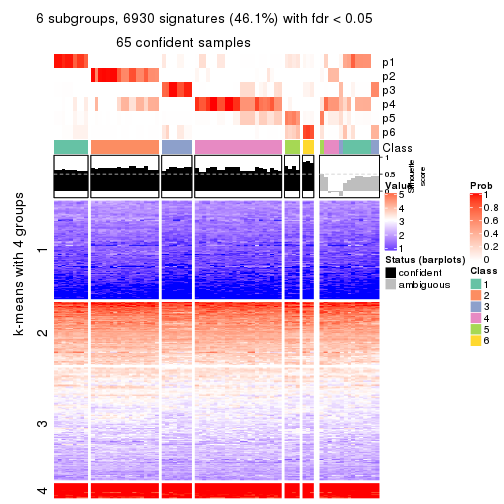 6 subgroups, 6930 signatures (46.1%) with fdr < 0.05
65 confident samples
p1
p2
p3
p4
p5
p6
Class
1
0.5
0
Silhouette
score
k-means with 4 groups
1
2
3
4
Value
5
4
3
2
1
Status (barplots)
confident
ambiguous
Prob
1
0.8
0.6
0.4
0.2
0
Class
1
2
3
4
5
6